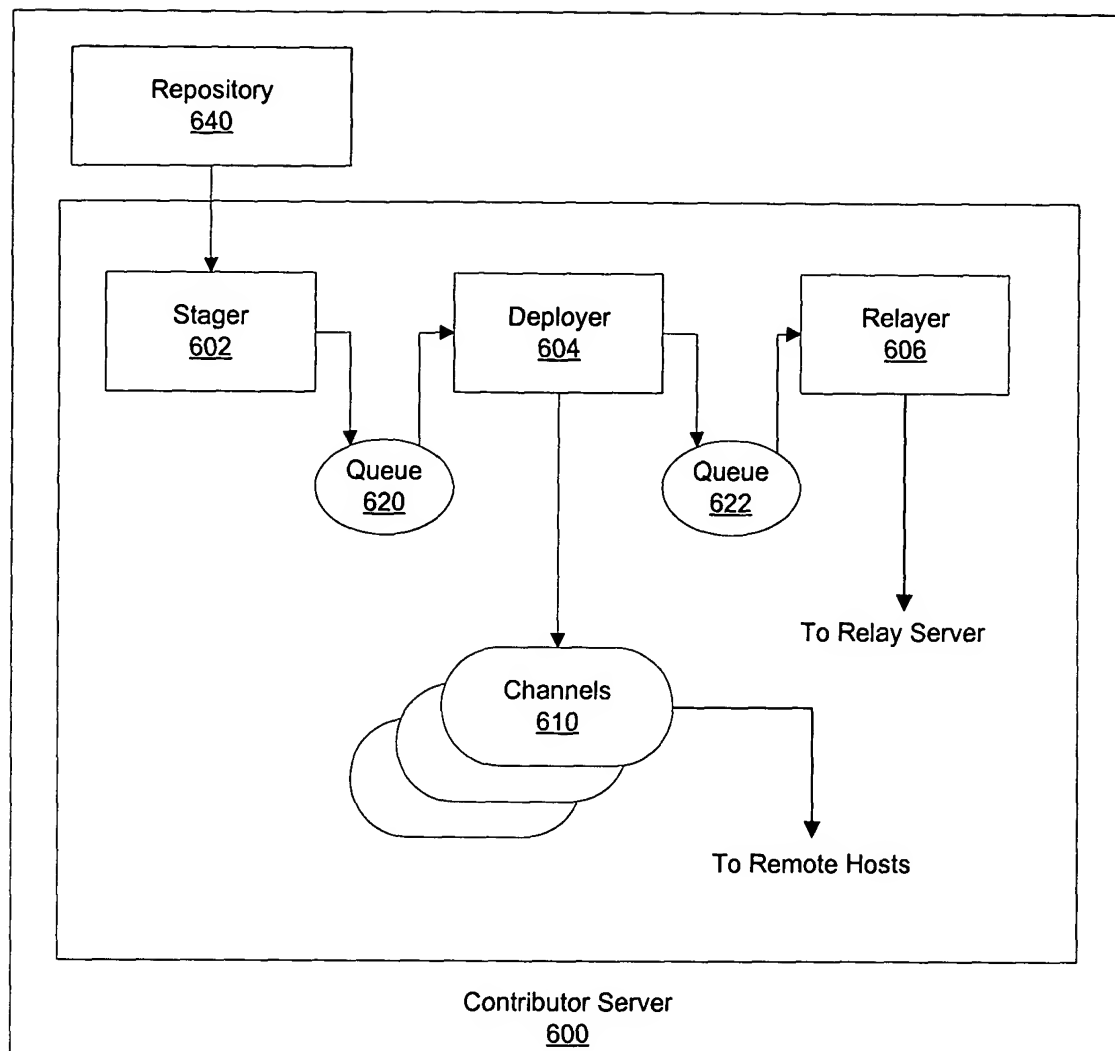 Repository
640
Stager
602
Deployer
604
Relayer
606
Queue
620
Queue
622
To Relay Server
Channels
610
To Remote Hosts
Contributor Server
600